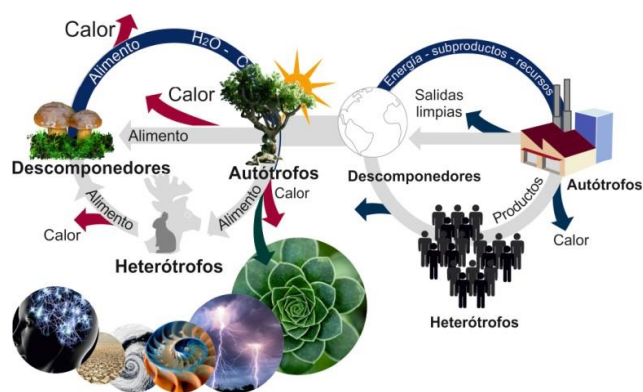 Calor
Alimento
H₂O - C
Calor
Alimento
Descomponedores
Autótrofos
Alimento
Alimento
Calor
Calor
Heterótrofos
Energía - subproductos - recursos
Salidas
limpias
Descomponedores
Autótrofos
Productos
Calor
Heterótrofos